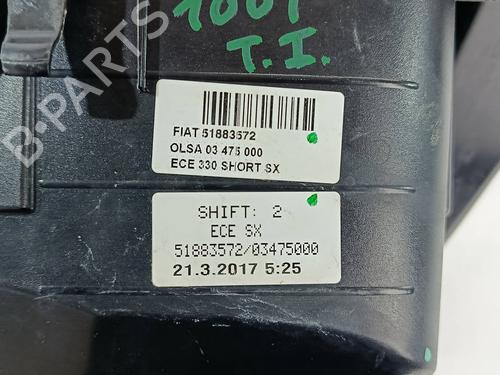 1001
T.I.
FIAT 51883572
OLSA 03 475 000
ECE 330 SHORT SX
SHIFT: 2
ECE SX
51883572/03475000
21.3.2017 5:25
B-PARTS